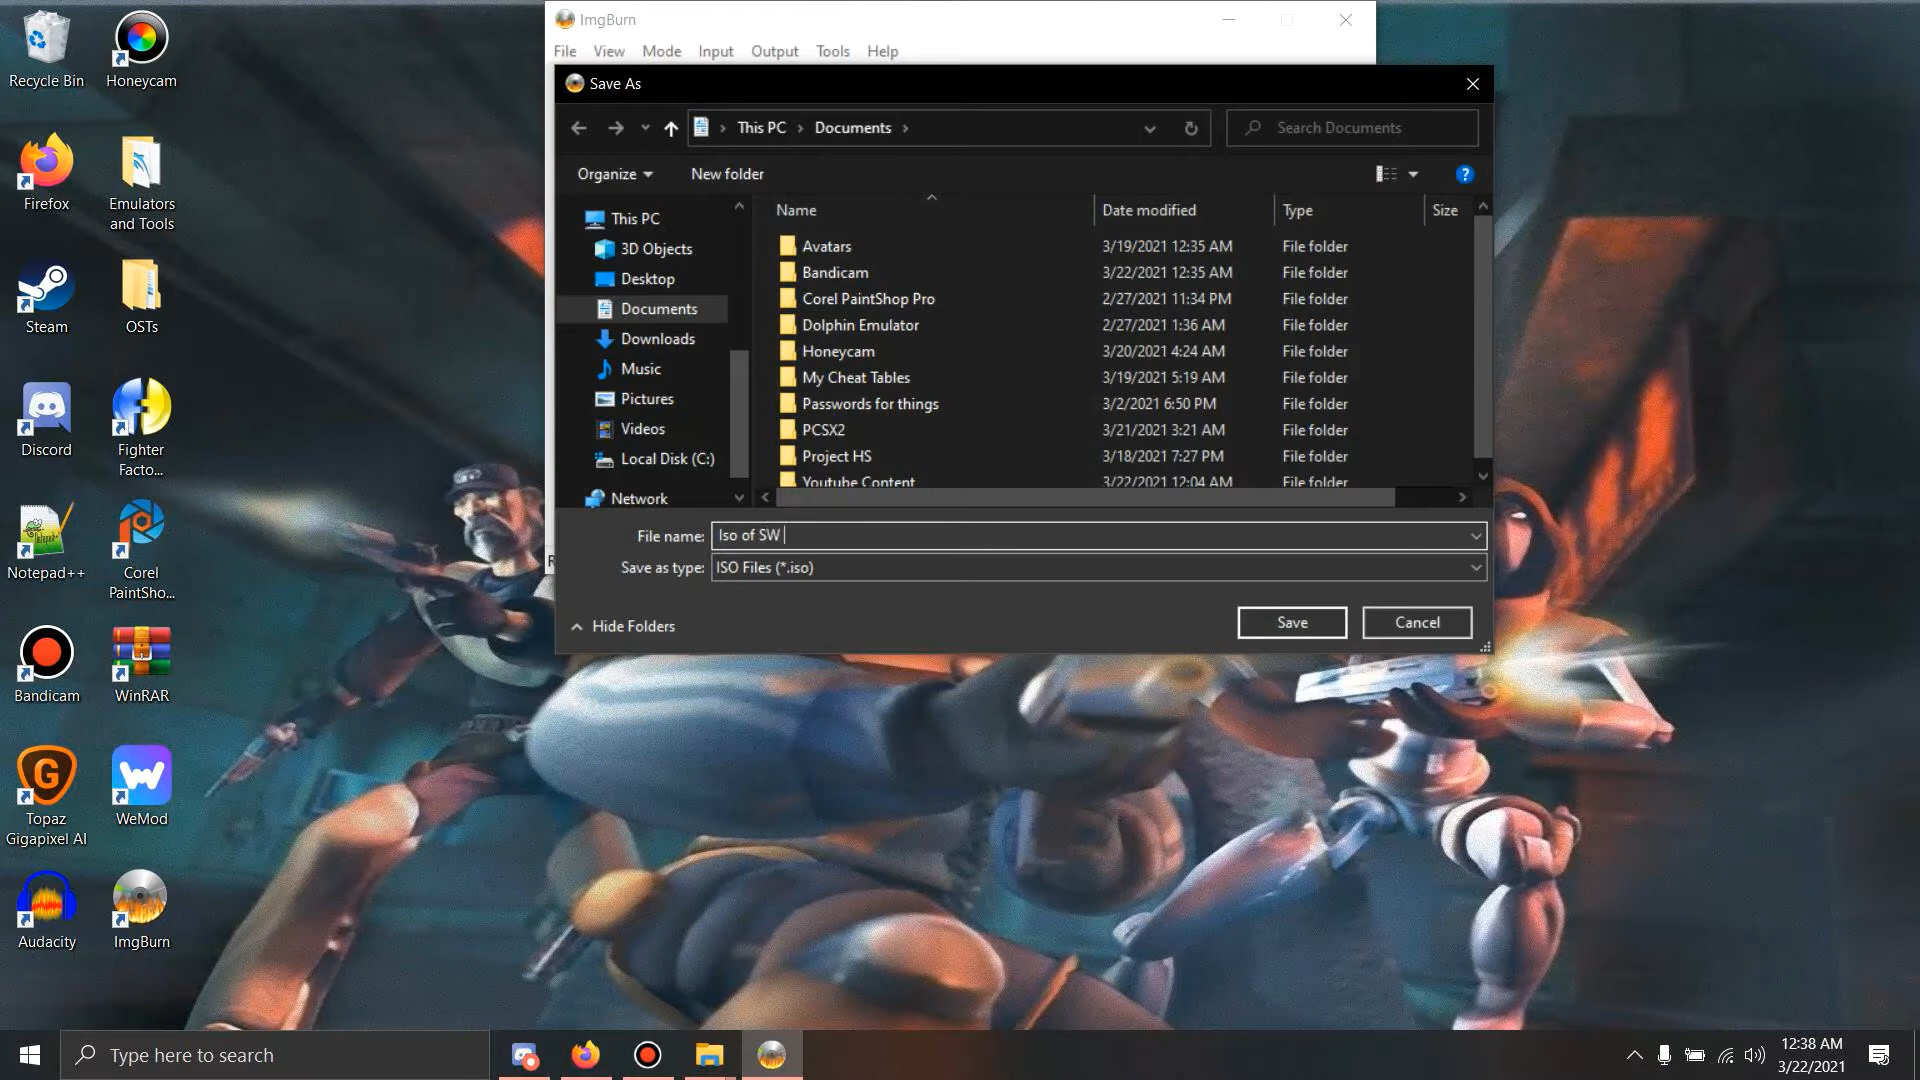 Recycle Bin
Honeycam
Firefox
Emulators
and Tools
Steam
OSTs
Discord
Fighter
Facto...
Notepad++
Corel
PaintSho...
Bandicam
WinRAR
Topaz
Gigapixel AI
WeMod
Audacity
ImgBurn
ImgBurn
File View Mode Input Output Tools Help
Save As
This PC Documents
Search Documents
Organize New folder
Name Date modified Type Size
This PC
3D Objects
Desktop
Documents
Downloads
Music
Pictures
Videos
Local Disk (C:)
Network
Avatars 3/19/2021 12:35 AM File folder
Bandicam 3/22/2021 12:35 AM File folder
Corel PaintShop Pro 2/27/2021 11:34 PM File folder
Dolphin Emulator 2/27/2021 1:36 AM File folder
Honeycam 3/20/2021 4:24 AM File folder
My Cheat Tables 3/19/2021 5:19 AM File folder
Passwords for things 3/2/2021 6:50 PM File folder
PCSX2 3/21/2021 3:21 AM File folder
Project HS 3/18/2021 7:27 PM File folder
Youtube Content 3/22/2021 12:04 AM File folder
File name: Iso of SW
Save as type: ISO Files (*.iso)
Hide Folders
Save Cancel
Type here to search
12:38 AM
3/22/2021